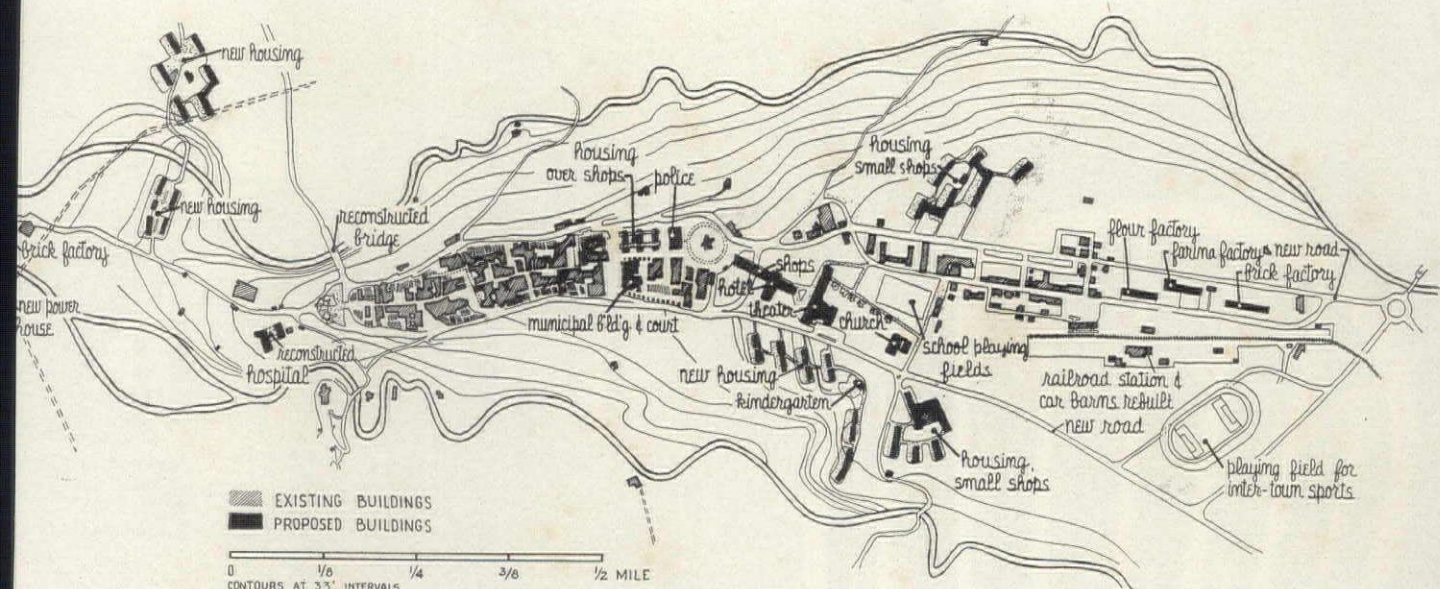 new housing
new housing
brick factory
new power
house
reconstructed
bridge
reconstructed
hospital
housing
over shops
police
municipal b'ld'g & court
hotel
shops
theater
church
new housing
kindergarten
housing
small shops
school playing
fields
flour factory
farina factory
new road
brick factory
railroad station &
car barns rebuilt
new road
housing,
small shops
playing field for
inter-town sports
EXISTING BUILDINGS
PROPOSED BUILDINGS
0 1/8 1/4 3/8 1/2 MILE
CONTOURS AT 33' INTERVALS